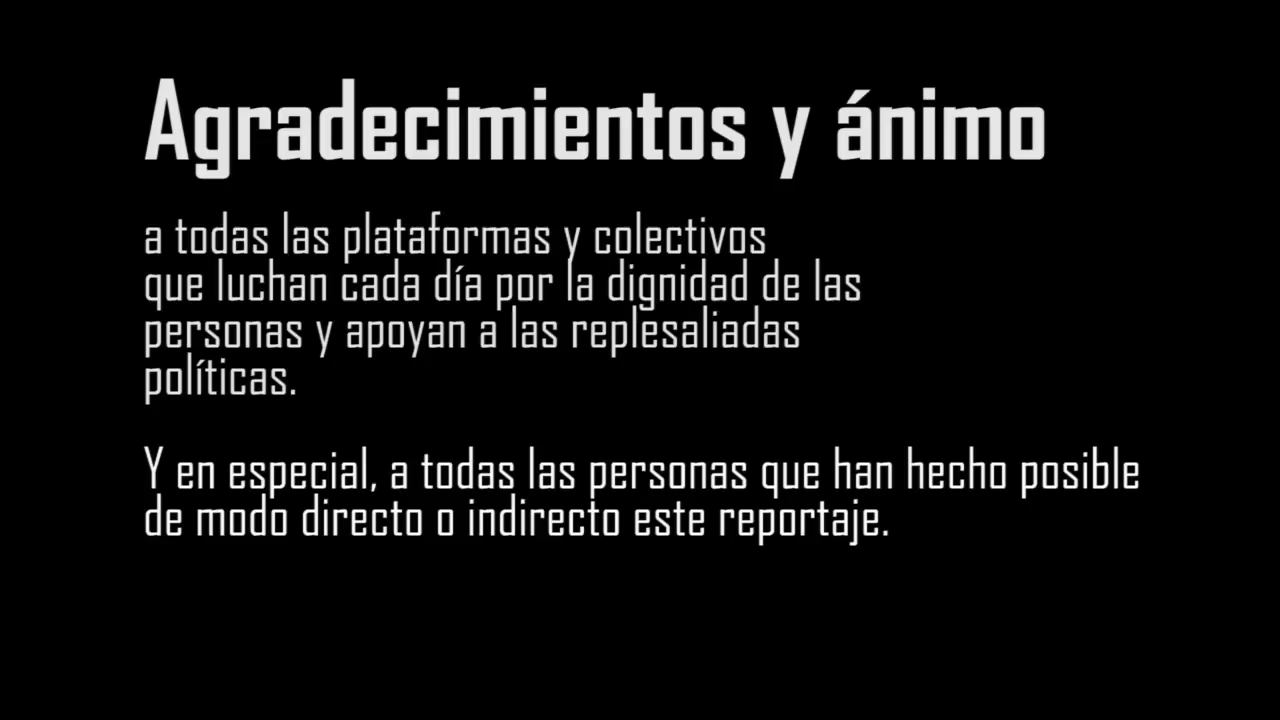 Agradecimientos y ánimo
a todas las plataformas y colectivos
que luchan cada día por la dignidad de las
personas y apoyan a las replesaliadas
políticas.
Y en especial, a todas las personas que han hecho posible
de modo directo o indirecto este reportaje.